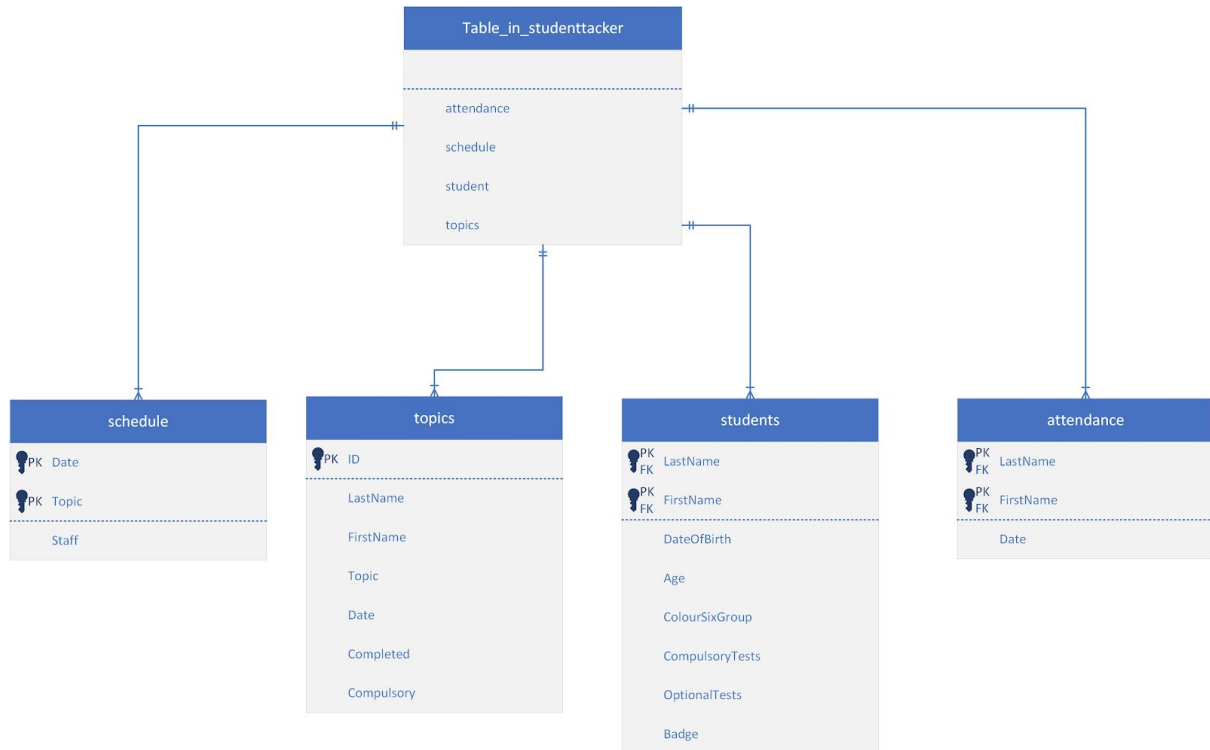 Table_in_studenttacker
attendance
schedule
student
topics
schedule
PK Date
PK Topic
Staff
topics
PK ID
LastName
FirstName
Topic
Date
Completed
Compulsory
students
PK
FK LastName
PK
FK FirstName
DateOfBirth
Age
ColourSixGroup
CompulsoryTests
OptionalTests
Badge
attendance
PK
FK LastName
PK
FK FirstName
Date